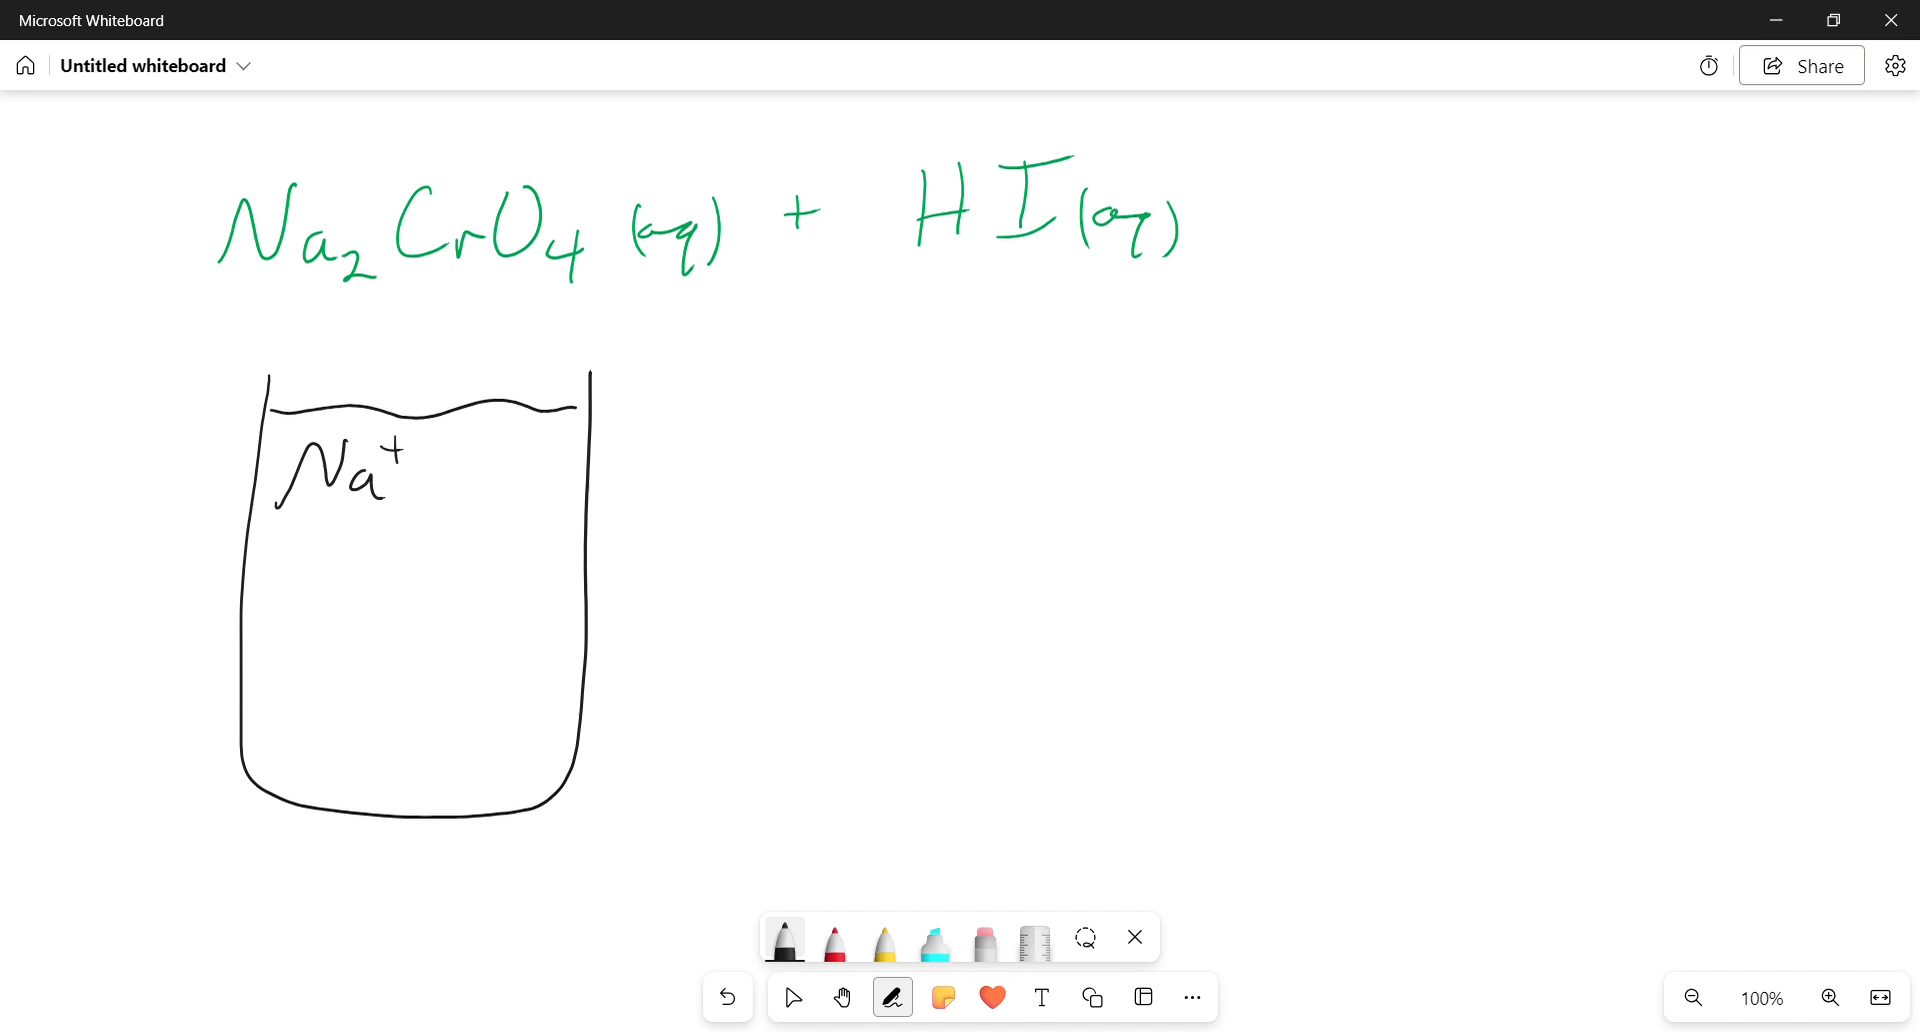 Microsoft Whiteboard
Untitled whiteboard
Share
Na₂CrO₄ (aq) + HI (aq)
Na⁺
100%